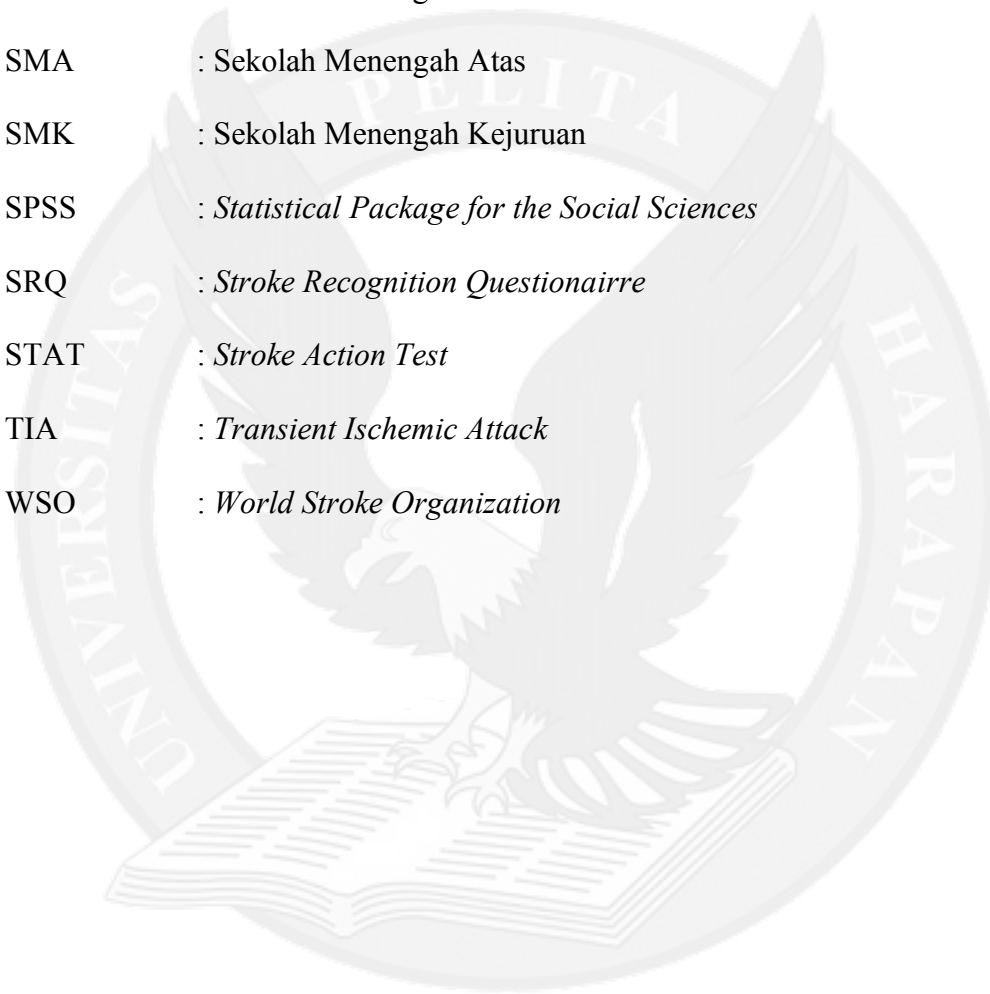 SMA : Sekolah Menengah Atas
SMK : Sekolah Menengah Kejuruan
SPSS : Statistical Package for the Social Sciences
SRQ : Stroke Recognition Questionairre
STAT : Stroke Action Test
TIA : Transient Ischemic Attack
WSO : World Stroke Organization
UNIVERSITAS PELITA HARAPAN